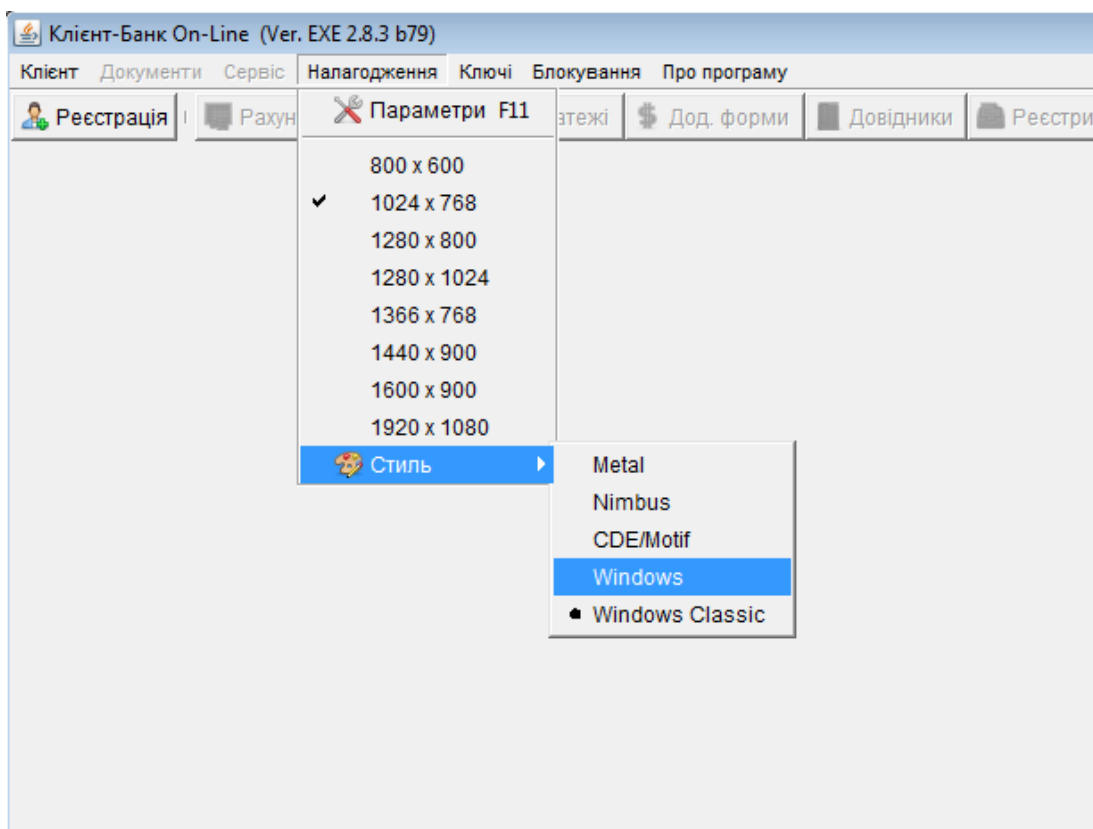 Клієнт-Банк On-Line (Ver. EXE 2.8.3 b79)
Клієнт Документи Сервіс Налагодження Ключі Блокування Про програму
Реєстрація Рахун атежі $ Дод. форми Довідники Реєстри
Параметри F11
800 x 600
1024 x 768
1280 x 800
1280 x 1024
1366 x 768
1440 x 900
1600 x 900
1920 x 1080
Стиль
Metal
Nimbus
CDE/Motif
Windows
Windows Classic